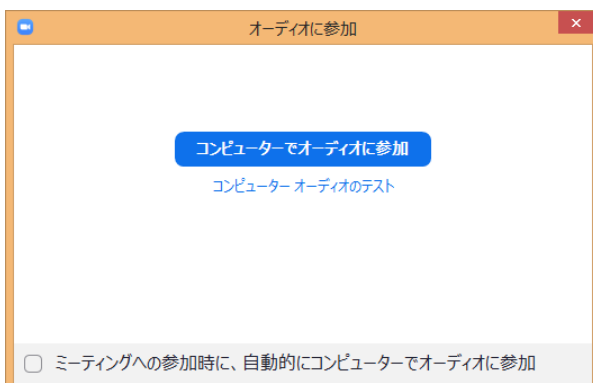 オーディオに参加
コンピューターでオーディオに参加
コンピューター オーディオのテスト
ミーティングへの参加時に、自動的にコンピューターでオーディオに参加